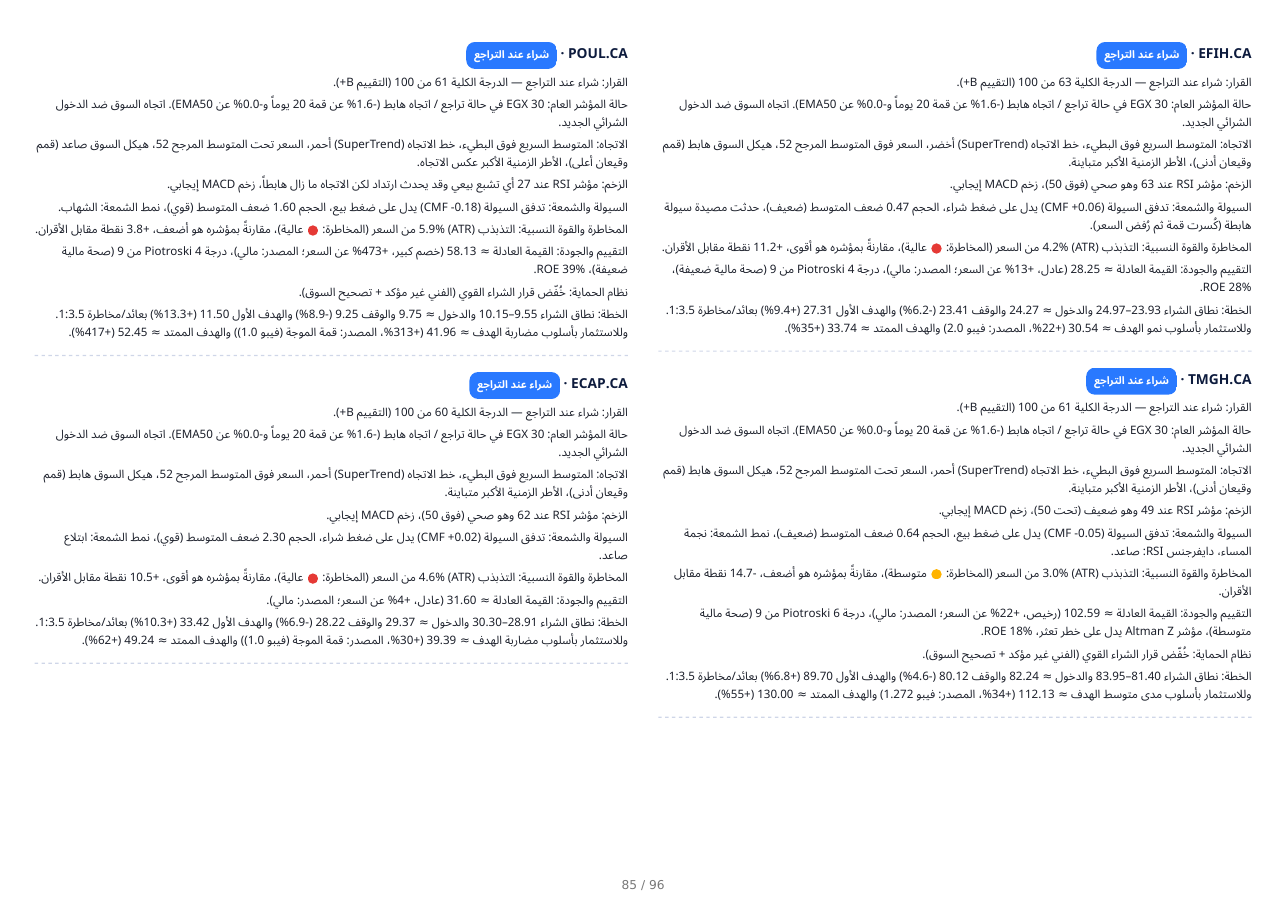 EFIH.CA · شراء عند التراجع
القرار: شراء عند التراجع — الدرجة الكلية 63 من 100 (التقييم B+).
حالة المؤشر العام: EGX 30 في حالة تراجع / اتجاه هابط (-1.6% عن قمة 20 يوماً و-0.0% عن EMA50). اتجاه السوق ضد الدخول
الشرائي الجديد.
الاتجاه: المتوسط السريع فوق البطيء، خط الاتجاه (SuperTrend) أخضر، السعر فوق المتوسط المرجح 52، هيكل السوق هابط (قمم
وقيعان أدنى)، الأطر الزمنية الأكبر متباينة.
الزخم: مؤشر RSI عند 63 وهو صحي (فوق 50)، زخم MACD إيجابي.
السيولة والشمعة: تدفق السيولة (CMF +0.06) يدل على ضغط شراء، الحجم 0.47 ضعف المتوسط (ضعيف)، حدثت مصيدة سيولة
هابطة (كُسرت قمة ثم رُفض السعر).
المخاطرة والقوة النسبية: التذبذب (ATR) 4.2% من السعر (المخاطرة: 🔴 عالية)، مقارنةً بمؤشره هو أقوى، +11.2 نقطة مقابل الأقران.
التقييم والجودة: القيمة العادلة ≈ 28.25 (عادل، +13% عن السعر؛ المصدر: مالي)، درجة Piotroski 4 من 9 (صحة مالية ضعيفة)،
ROE 28%.
الخطة: نطاق الشراء 23.93–24.97 والدخول ≈ 24.27 والوقف 23.41 (-6.2%) والهدف الأول 27.31 (+9.4%) بعائد/مخاطرة 1:3.5.
وللاستثمار بأسلوب نمو الهدف ≈ 30.54 (+22%، المصدر: فيبو 2.0) والهدف الممتد ≈ 33.74 (+35%).
TMGH.CA · شراء عند التراجع
القرار: شراء عند التراجع — الدرجة الكلية 61 من 100 (التقييم B+).
حالة المؤشر العام: EGX 30 في حالة تراجع / اتجاه هابط (-1.6% عن قمة 20 يوماً و-0.0% عن EMA50). اتجاه السوق ضد الدخول
الشرائي الجديد.
الاتجاه: المتوسط السريع فوق البطيء، خط الاتجاه (SuperTrend) أحمر، السعر تحت المتوسط المرجح 52، هيكل السوق هابط (قمم
وقيعان أدنى)، الأطر الزمنية الأكبر متباينة.
الزخم: مؤشر RSI عند 49 وهو ضعيف (تحت 50)، زخم MACD إيجابي.
السيولة والشمعة: تدفق السيولة (CMF -0.05) يدل على ضغط بيع، الحجم 0.64 ضعف المتوسط (ضعيف)، نمط الشمعة: نجمة
المساء، دايفرجنس RSI: صاعد.
المخاطرة والقوة النسبية: التذبذب (ATR) 3.0% من السعر (المخاطرة: 🟡 متوسطة)، مقارنةً بمؤشره هو أضعف، -14.7 نقطة مقابل
الأقران.
التقييم والجودة: القيمة العادلة ≈ 102.59 (رخيص، +22% عن السعر؛ المصدر: مالي)، درجة Piotroski 6 من 9 (صحة مالية
متوسطة)، مؤشر Altman Z يدل على خطر تعثر، ROE 18%.
نظام الحماية: خُفّض قرار الشراء القوي (الفني غير مؤكد + تصحيح السوق).
الخطة: نطاق الشراء 81.40–83.95 والدخول ≈ 82.24 والوقف 80.12 (-4.6%) والهدف الأول 89.70 (+6.8%) بعائد/مخاطرة 1:3.5.
وللاستثمار بأسلوب مدى متوسط الهدف ≈ 112.13 (+34%، المصدر: فيبو 1.272) والهدف الممتد ≈ 130.00 (+55%).
POUL.CA · شراء عند التراجع
القرار: شراء عند التراجع — الدرجة الكلية 61 من 100 (التقييم B+).
حالة المؤشر العام: EGX 30 في حالة تراجع / اتجاه هابط (-1.6% عن قمة 20 يوماً و-0.0% عن EMA50). اتجاه السوق ضد الدخول
الشرائي الجديد.
الاتجاه: المتوسط السريع فوق البطيء، خط الاتجاه (SuperTrend) أحمر، السعر تحت المتوسط المرجح 52، هيكل السوق صاعد (قمم
وقيعان أعلى)، الأطر الزمنية الأكبر عكس الاتجاه.
الزخم: مؤشر RSI عند 27 أي تشبع بيعي وقد يحدث ارتداد لكن الاتجاه ما زال هابطاً، زخم MACD إيجابي.
السيولة والشمعة: تدفق السيولة (CMF -0.18) يدل على ضغط بيع، الحجم 1.60 ضعف المتوسط (قوي)، نمط الشمعة: الشهاب.
المخاطرة والقوة النسبية: التذبذب (ATR) 5.9% من السعر (المخاطرة: 🔴 عالية)، مقارنةً بمؤشره هو أضعف، +3.8 نقطة مقابل الأقران.
التقييم والجودة: القيمة العادلة ≈ 58.13 (خصم كبير، +473% عن السعر؛ المصدر: مالي)، درجة Piotroski 4 من 9 (صحة مالية
ضعيفة)، ROE 39%.
نظام الحماية: خُفّض قرار الشراء القوي (الفني غير مؤكد + تصحيح السوق).
الخطة: نطاق الشراء 9.55–10.15 والدخول ≈ 9.75 والوقف 9.25 (-8.9%) والهدف الأول 11.50 (+13.3%) بعائد/مخاطرة 1:3.5.
وللاستثمار بأسلوب مضاربة الهدف ≈ 41.96 (+313%، المصدر: قمة الموجة (فيبو 1.0)) والهدف الممتد ≈ 52.45 (+417%).
ECAP.CA · شراء عند التراجع
القرار: شراء عند التراجع — الدرجة الكلية 60 من 100 (التقييم B+).
حالة المؤشر العام: EGX 30 في حالة تراجع / اتجاه هابط (-1.6% عن قمة 20 يوماً و-0.0% عن EMA50). اتجاه السوق ضد الدخول
الشرائي الجديد.
الاتجاه: المتوسط السريع فوق البطيء، خط الاتجاه (SuperTrend) أحمر، السعر فوق المتوسط المرجح 52، هيكل السوق هابط (قمم
وقيعان أدنى)، الأطر الزمنية الأكبر متباينة.
الزخم: مؤشر RSI عند 62 وهو صحي (فوق 50)، زخم MACD إيجابي.
السيولة والشمعة: تدفق السيولة (CMF +0.02) يدل على ضغط شراء، الحجم 2.30 ضعف المتوسط (قوي)، نمط الشمعة: ابتلاع
صاعد.
المخاطرة والقوة النسبية: التذبذب (ATR) 4.6% من السعر (المخاطرة: 🔴 عالية)، مقارنةً بمؤشره هو أقوى، +10.5 نقطة مقابل الأقران.
التقييم والجودة: القيمة العادلة ≈ 31.60 (عادل، +4% عن السعر؛ المصدر: مالي).
الخطة: نطاق الشراء 28.91–30.30 والدخول ≈ 29.37 والوقف 28.22 (-6.9%) والهدف الأول 33.42 (+10.3%) بعائد/مخاطرة 1:3.5.
وللاستثمار بأسلوب مضاربة الهدف ≈ 39.39 (+30%، المصدر: قمة الموجة (فيبو 1.0)) والهدف الممتد ≈ 49.24 (+62%).
85 / 96